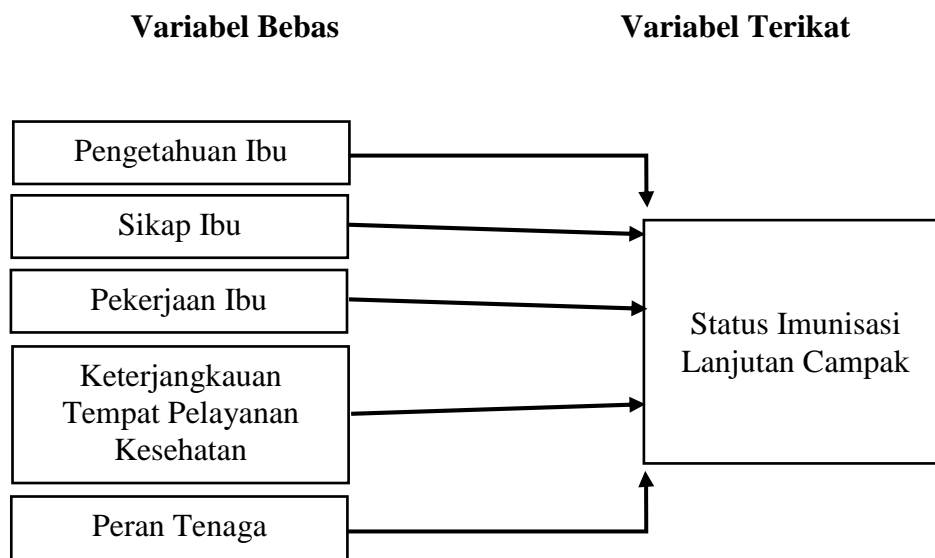 Variabel Bebas
Variabel Terikat
Pengetahuan Ibu
Sikap Ibu
Pekerjaan Ibu
Keterjangkauan
Tempat Pelayanan
Kesehatan
Peran Tenaga
Status Imunisasi
Lanjutan Campak